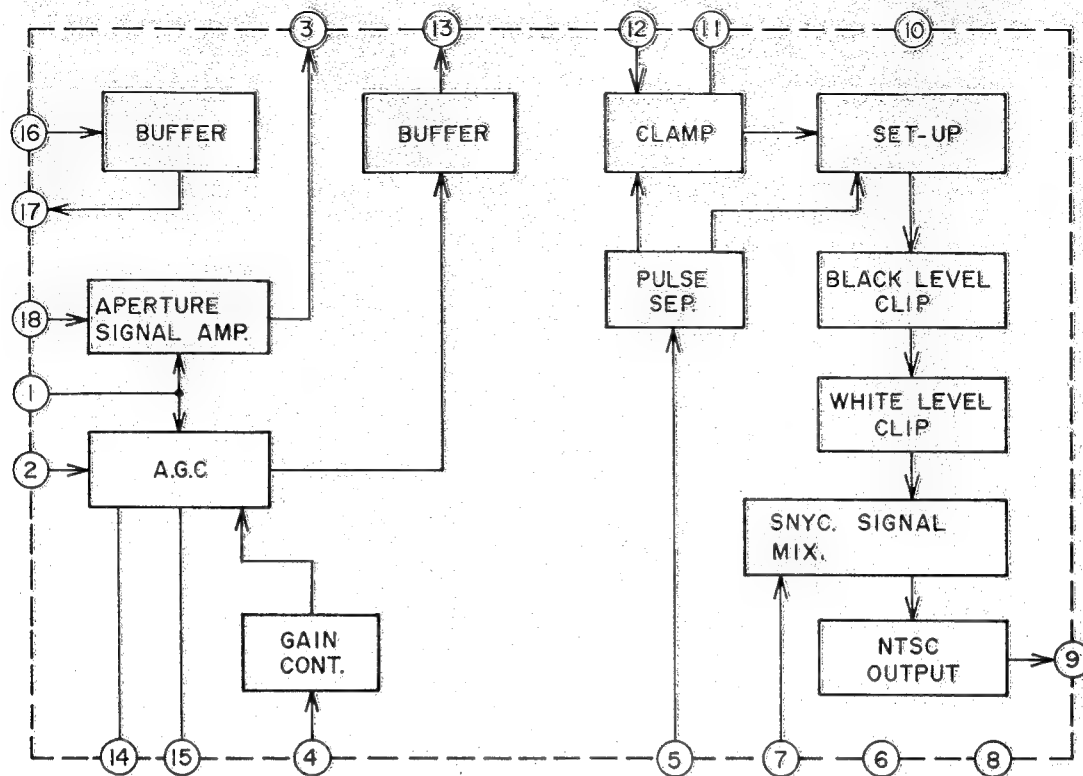 3
13
12
11
10
16
BUFFER
BUFFER
CLAMP
SET-UP
17
PULSE
SEP.
BLACK LEVEL
CLIP
18
APERTURE
SIGNAL AMP.
1
WHITE LEVEL
CLIP
2
A.G.C
SNYC. SIGNAL
MIX.
GAIN
CONT.
NTSC
OUTPUT
9
14
15
4
5
7
6
8